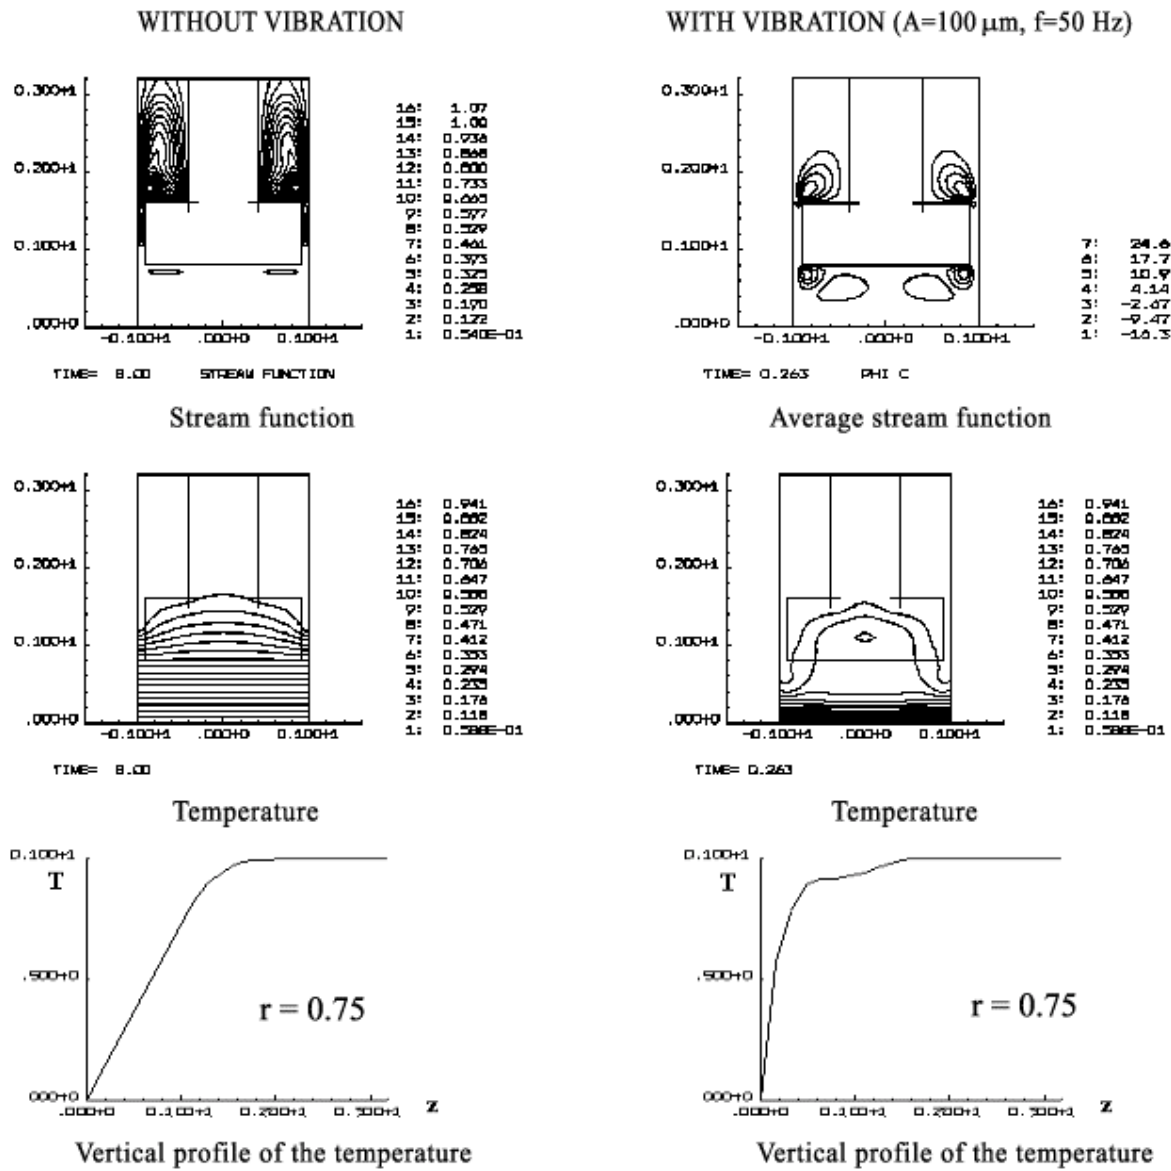 WITHOUT VIBRATION
WITH VIBRATION (A=100 μm, f=50 Hz)
0.300+1
0.200+1
0.100+1
.000+0
-0.100+1 .000+0 0.100+1
16: 1.07
15: 1.00
14: 0.936
13: 0.868
12: 0.800
11: 0.733
10: 0.665
9: 0.597
8: 0.529
7: 0.461
6: 0.393
5: 0.325
4: 0.258
3: 0.190
2: 0.122
1: 0.540E-01
TIME= 8.00 STREAM FUNCTION
Stream function
0.300+1
0.200+1
0.100+1
.000+0
-0.100+1 .000+0 0.100+1
7: 24.6
6: 17.7
5: 10.9
4: 4.14
3: -2.67
2: -9.47
1: -16.3
TIME= 0.263 PHI C
Average stream function
0.300+1
0.200+1
0.100+1
.000+0
-0.100+1 .000+0 0.100+1
16: 0.941
15: 0.882
14: 0.824
13: 0.765
12: 0.706
11: 0.647
10: 0.588
9: 0.529
8: 0.471
7: 0.412
6: 0.353
5: 0.294
4: 0.235
3: 0.176
2: 0.118
1: 0.588E-01
TIME= 8.00
Temperature
0.300+1
0.200+1
0.100+1
.000+0
-0.100+1 .000+0 0.100+1
16: 0.941
15: 0.882
14: 0.824
13: 0.765
12: 0.706
11: 0.647
10: 0.588
9: 0.529
8: 0.471
7: 0.412
6: 0.353
5: 0.294
4: 0.235
3: 0.176
2: 0.118
1: 0.588E-01
TIME= 0.263
Temperature
0.100+1
T
.500+0
r = 0.75
.000+0
.000+0 0.100+1 0.200+1 0.300+1 z
Vertical profile of the temperature
0.100+1
T
.500+0
r = 0.75
.000+0
.000+0 0.100+1 0.200+1 0.300+1 z
Vertical profile of the temperature